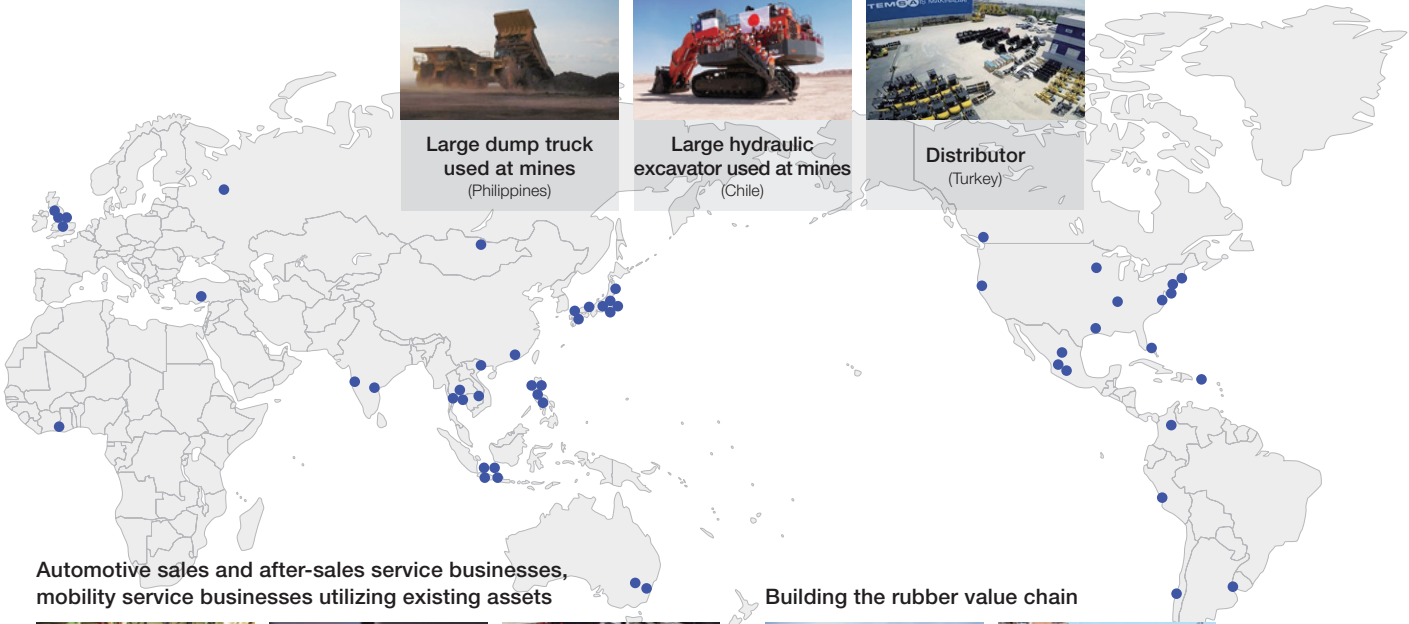 TEMSA
Large dump truck
used at mines
(Philippines)
Large hydraulic
excavator used at mines
(Chile)
Distributor
(Turkey)
Automotive sales and after-sales service businesses,
mobility service businesses utilizing existing assets
Building the rubber value chain